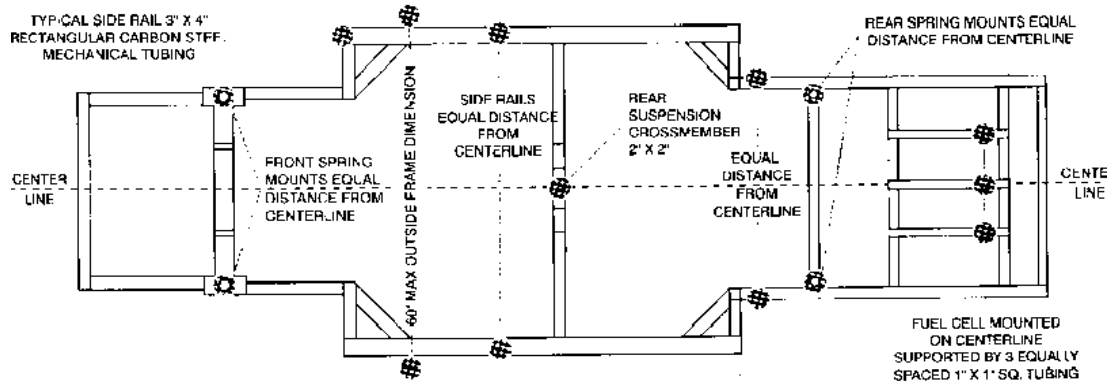 TYPICAL SIDE RAIL 3" X 4"
RECTANGULAR CARBON STEEL
MECHANICAL TUBING
REAR SPRING MOUNTS EQUAL
DISTANCE FROM CENTERLINE
60" MAX OUTSIDE FRAME DIMENSION
SIDE RAILS
EQUAL DISTANCE
FROM
CENTERLINE
REAR
SUSPENSION
CROSSMEMBER
2" X 2"
CENTER
LINE
FRONT SPRING
MOUNTS EQUAL
DISTANCE FROM
CENTERLINE
EQUAL
DISTANCE
FROM
CENTERLINE
CENTE
LINE
FUEL CELL MOUNTED
ON CENTERLINE
SUPPORTED BY 3 EQUALLY
SPACED 1" X 1" SQ. TUBING